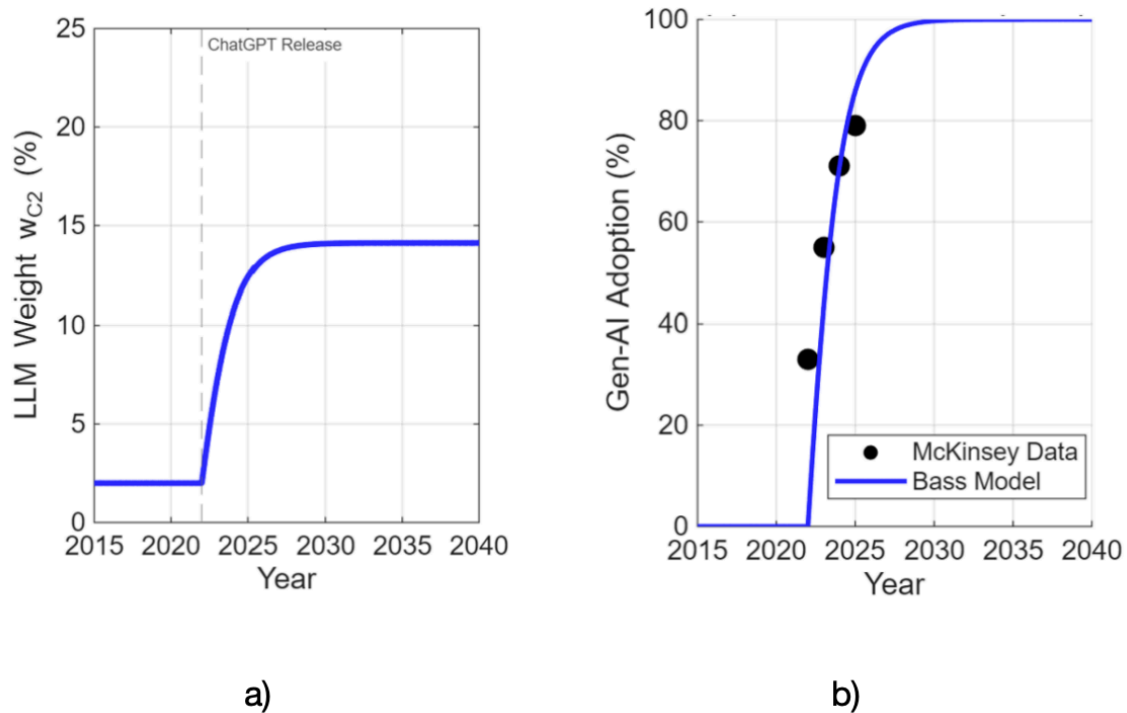 25
20
15
10
5
0
2015 2020 2025 2030 2035 2040
Year
LLM Weight wC2 (%)
ChatGPT Release
a)
100
80
60
40
20
0
2015 2020 2025 2030 2035 2040
Year
Gen-AI Adoption (%)
McKinsey Data
Bass Model
b)